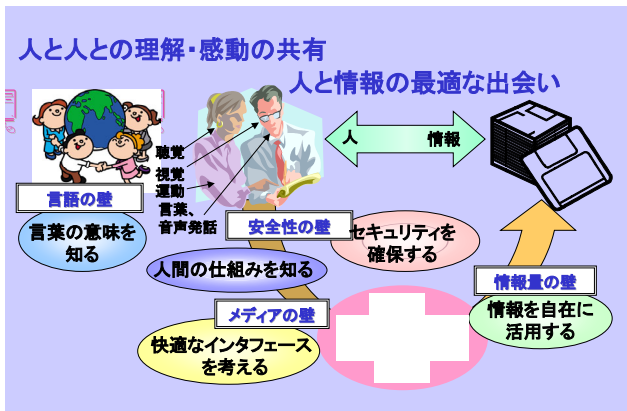 人と人との理解・感動の共有
人と情報の最適な出会い
聴覚
視覚
運動
言葉、
音声発話
人
情報
言語の壁
言葉の意味を
知る
安全性の壁
セキュリティを
確保する
人間の仕組みを知る
情報量の壁
情報を自在に
活用する
メディアの壁
快適なインタフェース
を考える